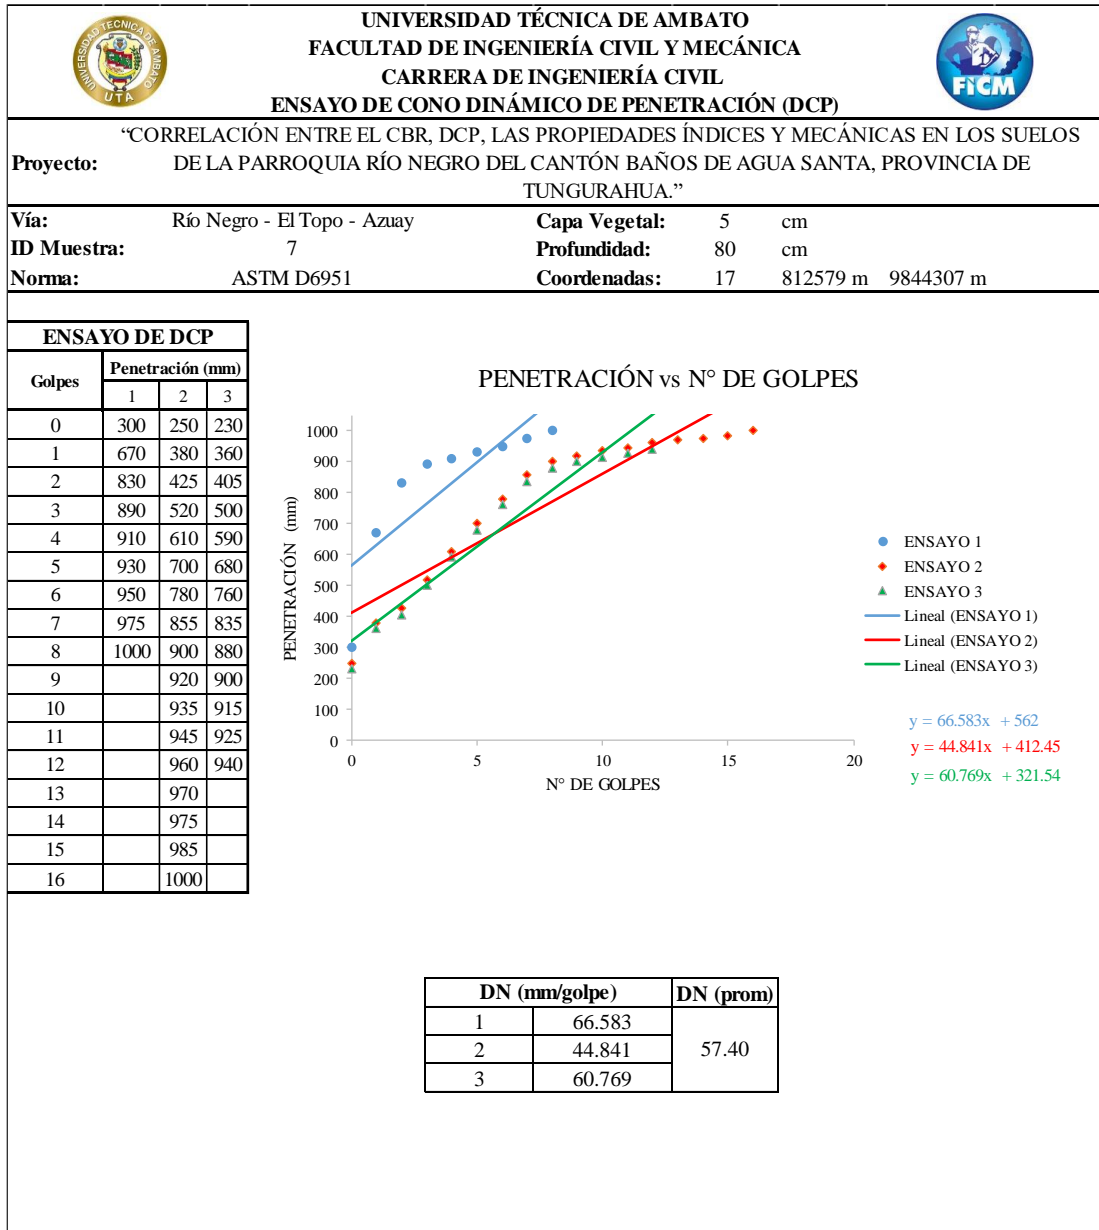 UNIVERSIDAD TÉCNICA DE AMBATO
FACULTAD DE INGENIERÍA CIVIL Y MECÁNICA
CARRERA DE INGENIERÍA CIVIL
ENSAYO DE CONO DINÁMICO DE PENETRACIÓN (DCP)
UNIVERSIDAD TECNICA DE AMBATO
UTA
FICM
Proyecto:
“CORRELACIÓN ENTRE EL CBR, DCP, LAS PROPIEDADES ÍNDICES Y MECÁNICAS EN LOS SUELOS
DE LA PARROQUIA RÍO NEGRO DEL CANTÓN BAÑOS DE AGUA SANTA, PROVINCIA DE
TUNGURAHUA.”
Vía: Río Negro - El Topo - Azuay Capa Vegetal: 5 cm
ID Muestra: 7 Profundidad: 80 cm
Norma: ASTM D6951 Coordenadas: 17 812579 m 9844307 m
ENSAYO DE DCP
Golpes Penetración (mm)
1 2 3
0 300 250 230
1 670 380 360
2 830 425 405
3 890 520 500
4 910 610 590
5 930 700 680
6 950 780 760
7 975 855 835
8 1000 900 880
9 920 900
10 935 915
11 945 925
12 960 940
13 970
14 975
15 985
16 1000
PENETRACIÓN vs N° DE GOLPES
PENETRACIÓN (mm)
1000
900
800
700
600
500
400
300
200
100
0
0 5 10 15 20
N° DE GOLPES
ENSAYO 1
ENSAYO 2
ENSAYO 3
Lineal (ENSAYO 1)
Lineal (ENSAYO 2)
Lineal (ENSAYO 3)
y = 66.583x + 562
y = 44.841x + 412.45
y = 60.769x + 321.54
DN (mm/golpe) DN (prom)
1 66.583
2 44.841 57.40
3 60.769